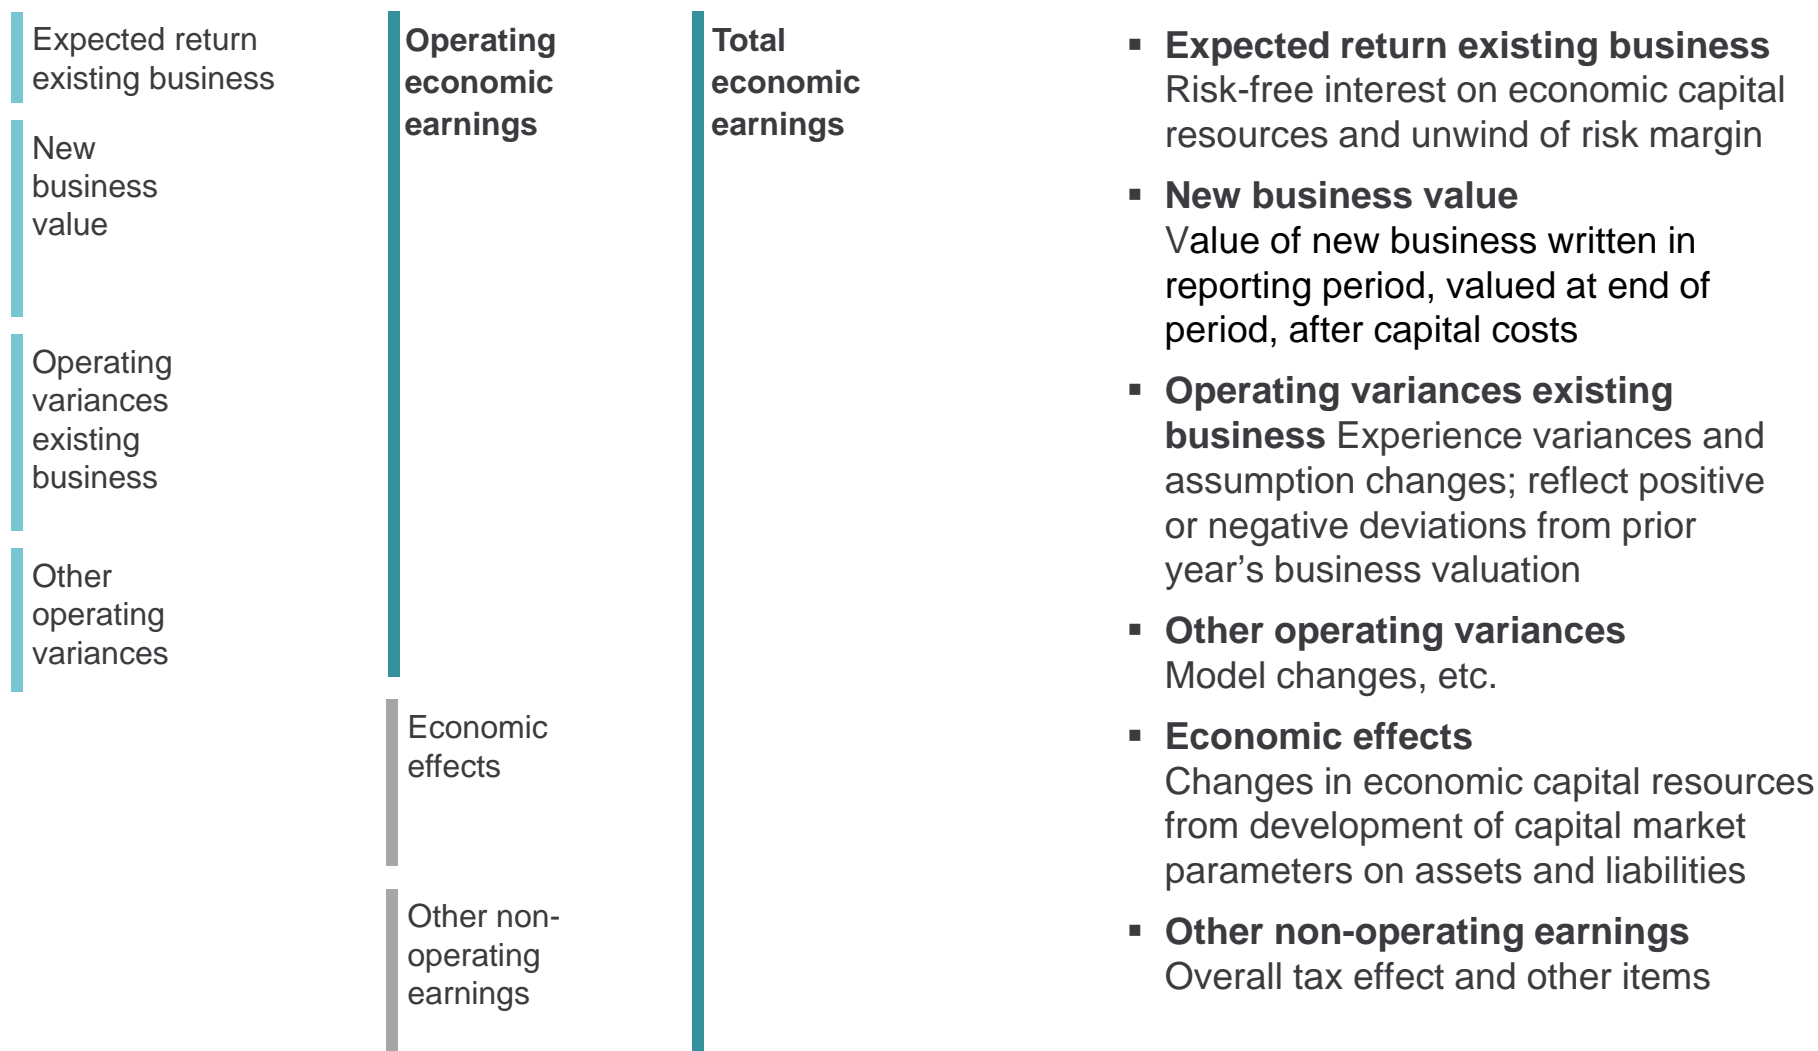 Expected return
existing business
New
business
value
Operating
variances
existing
business
Other
operating
variances
Operating
economic
earnings
Economic
effects
Other non-
operating
earnings
Total
economic
earnings
▪ Expected return existing business
Risk-free interest on economic capital
resources and unwind of risk margin
▪ New business value
Value of new business written in
reporting period, valued at end of
period, after capital costs
▪ Operating variances existing
business Experience variances and
assumption changes; reflect positive
or negative deviations from prior
year’s business valuation
▪ Other operating variances
Model changes, etc.
▪ Economic effects
Changes in economic capital resources
from development of capital market
parameters on assets and liabilities
▪ Other non-operating earnings
Overall tax effect and other items